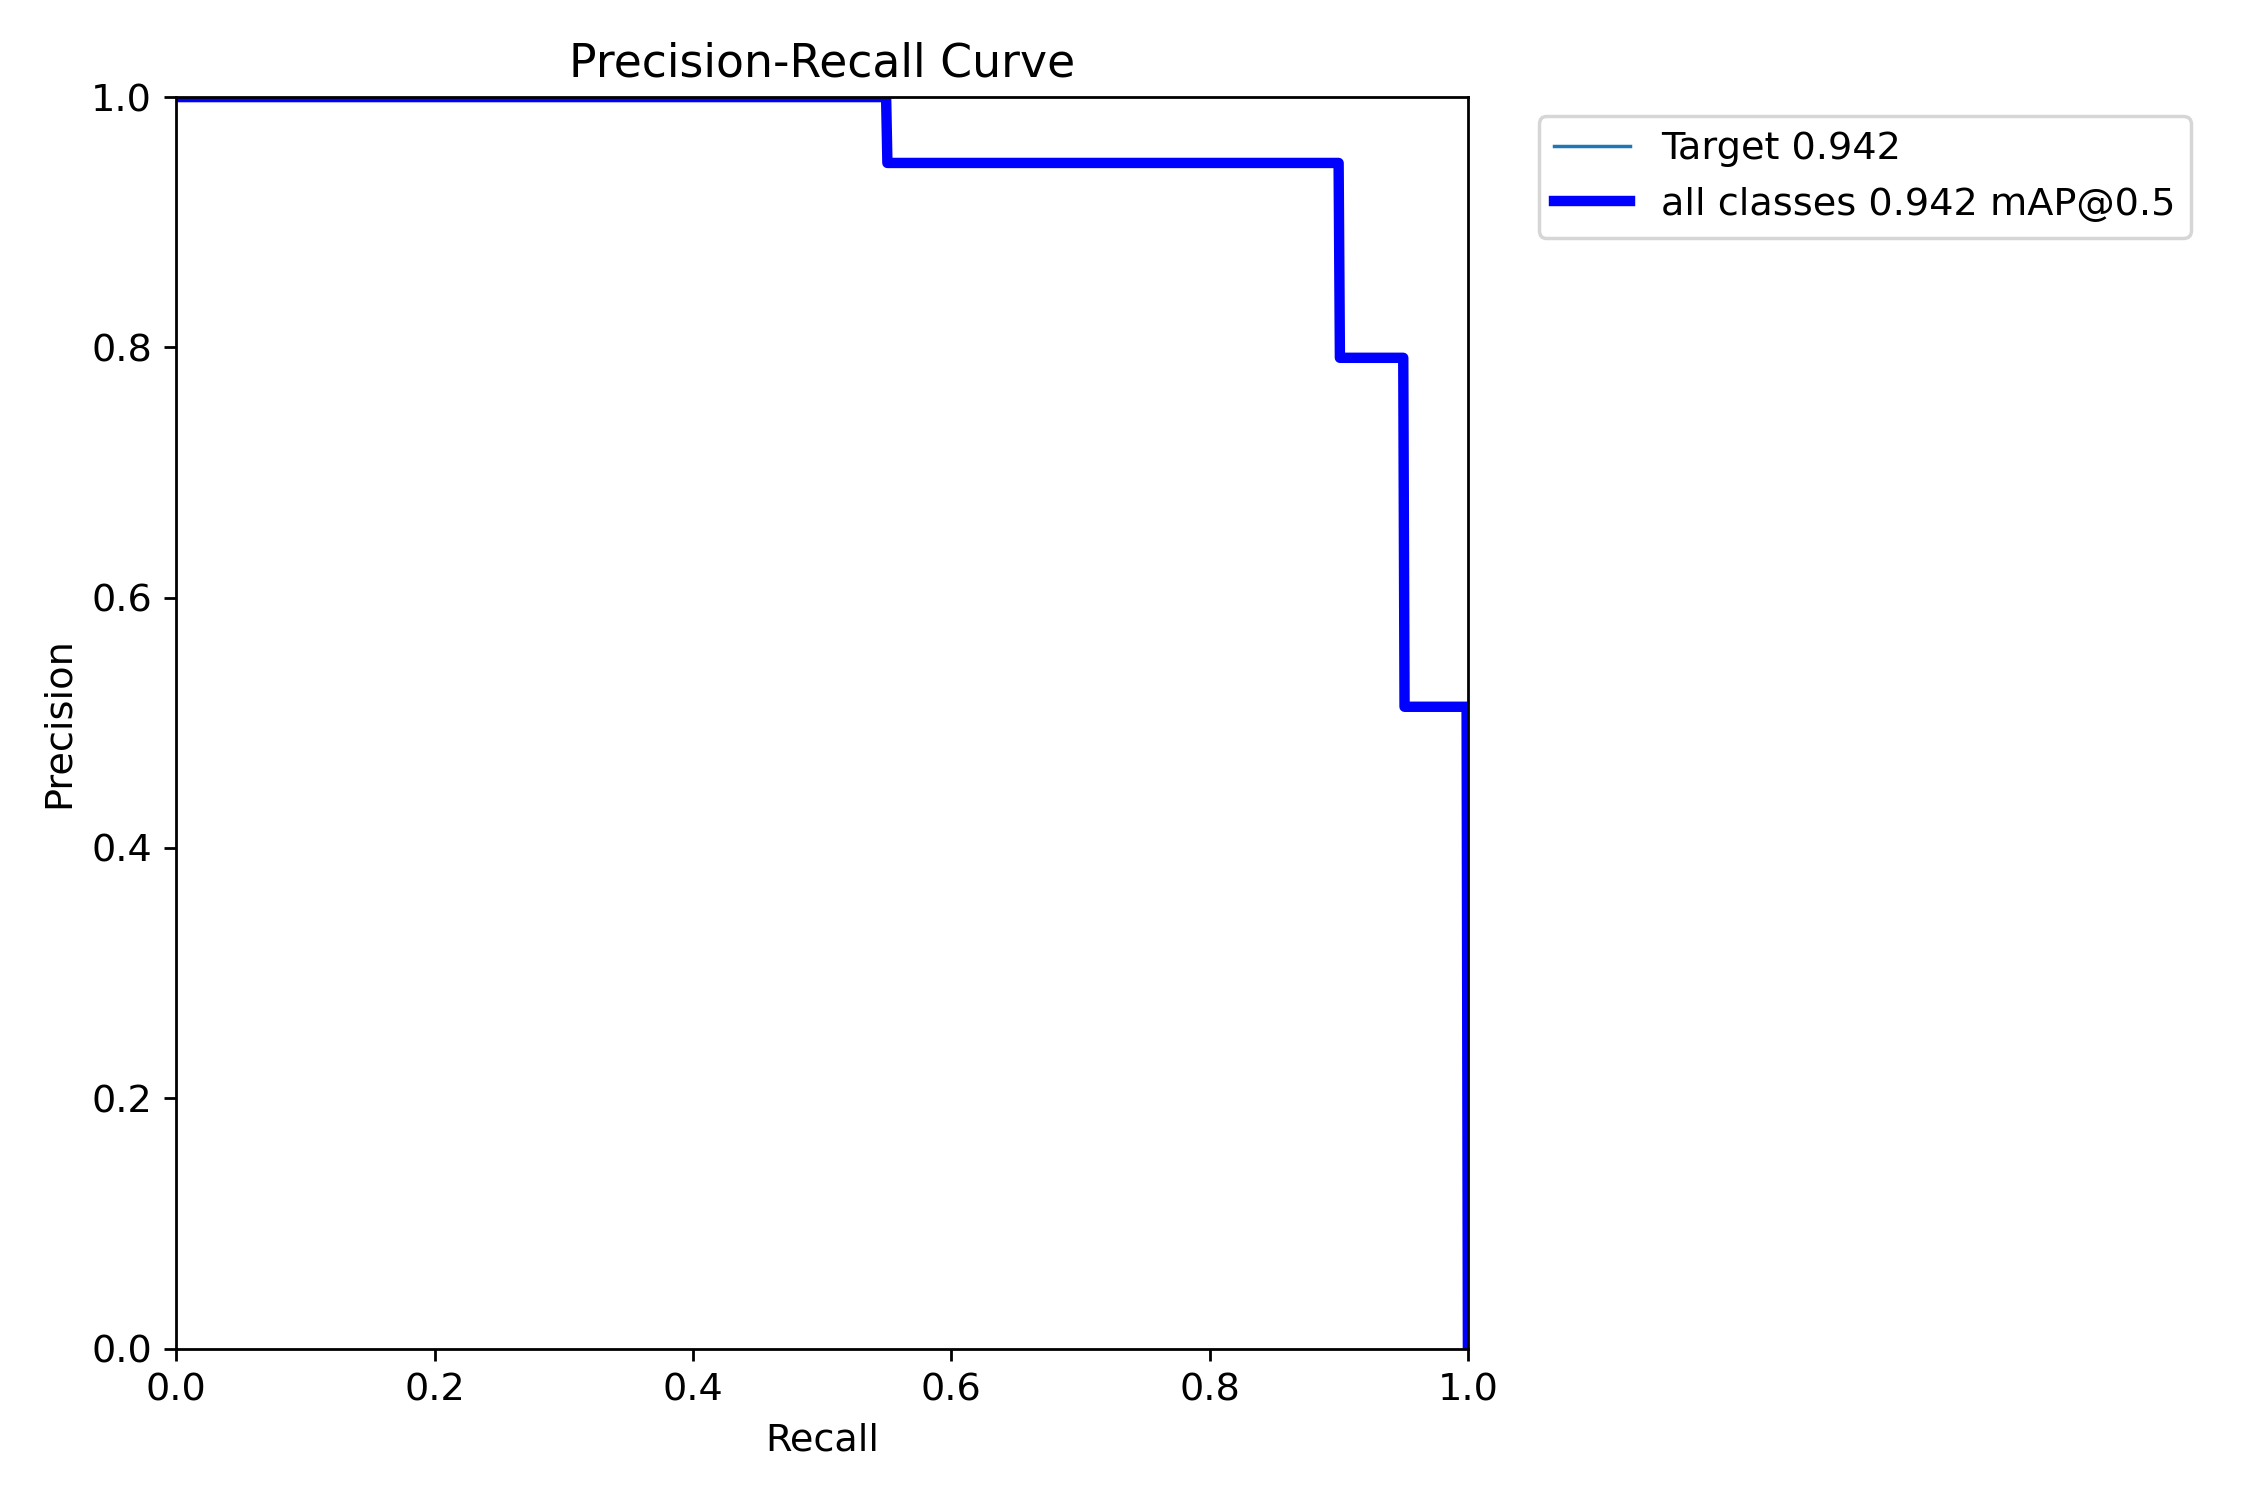 Precision-Recall Curve
1.0
0.8
0.6
0.4
0.2
0.0
Precision
0.0 0.2 0.4 0.6 0.8 1.0
Recall
Target 0.942
all classes 0.942 mAP@0.5